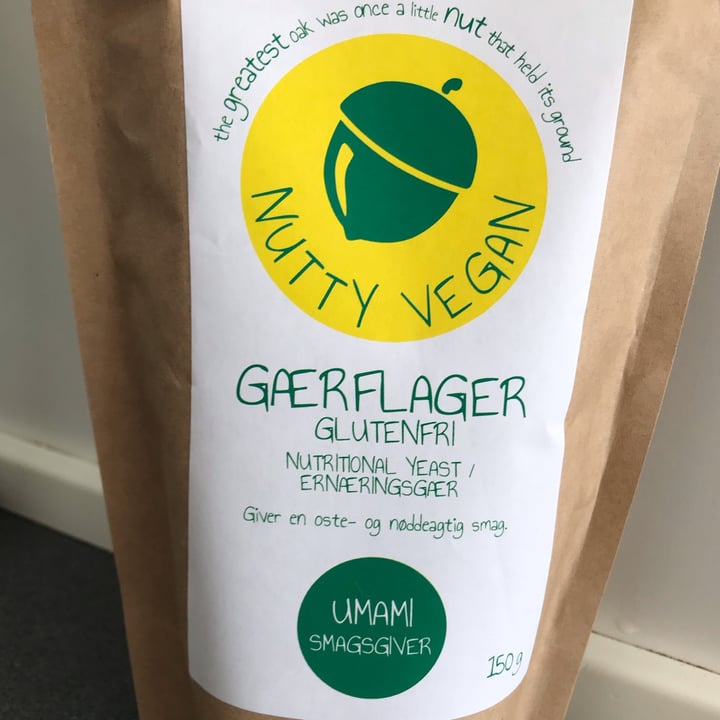 the greatest oak was once a little nut that held its ground
NUTTY VEGAN
GÆRFLAGER
GLUTENFRI
NUTRITIONAL YEAST /
ERNÆRINGSGÆR
Giver en oste- og nøddeagtig smag.
UMAMI
SMAGSGIVER
150 g